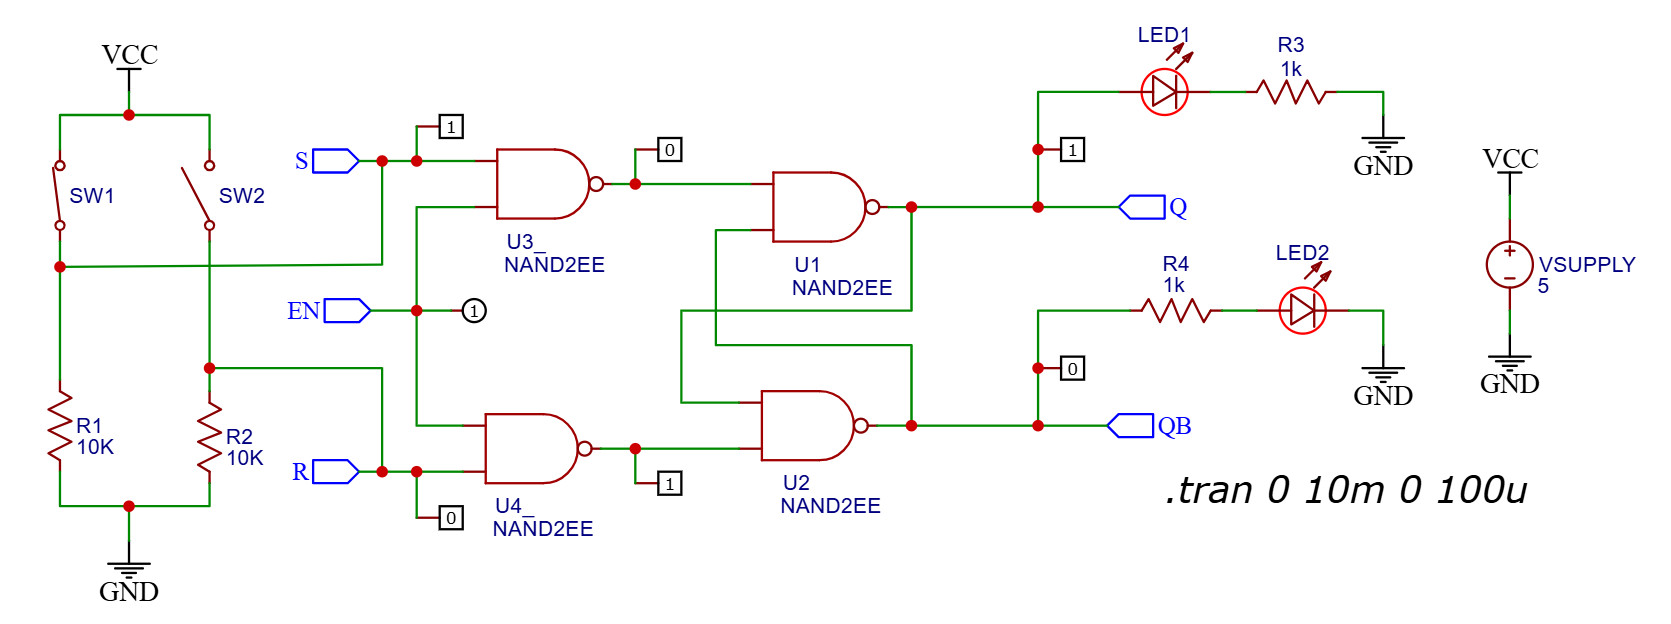 VCC
SW1
SW2
R1
10K
R2
10K
GND
S
1
EN
1
R
0
U3_
NAND2EE
U4_
NAND2EE
0
1
U1
NAND2EE
U2
NAND2EE
LED1
R3
1k
GND
1
Q
R4
1k
LED2
GND
0
QB
VCC
VSUPPLY
5
GND
.tran 0 10m 0 100u